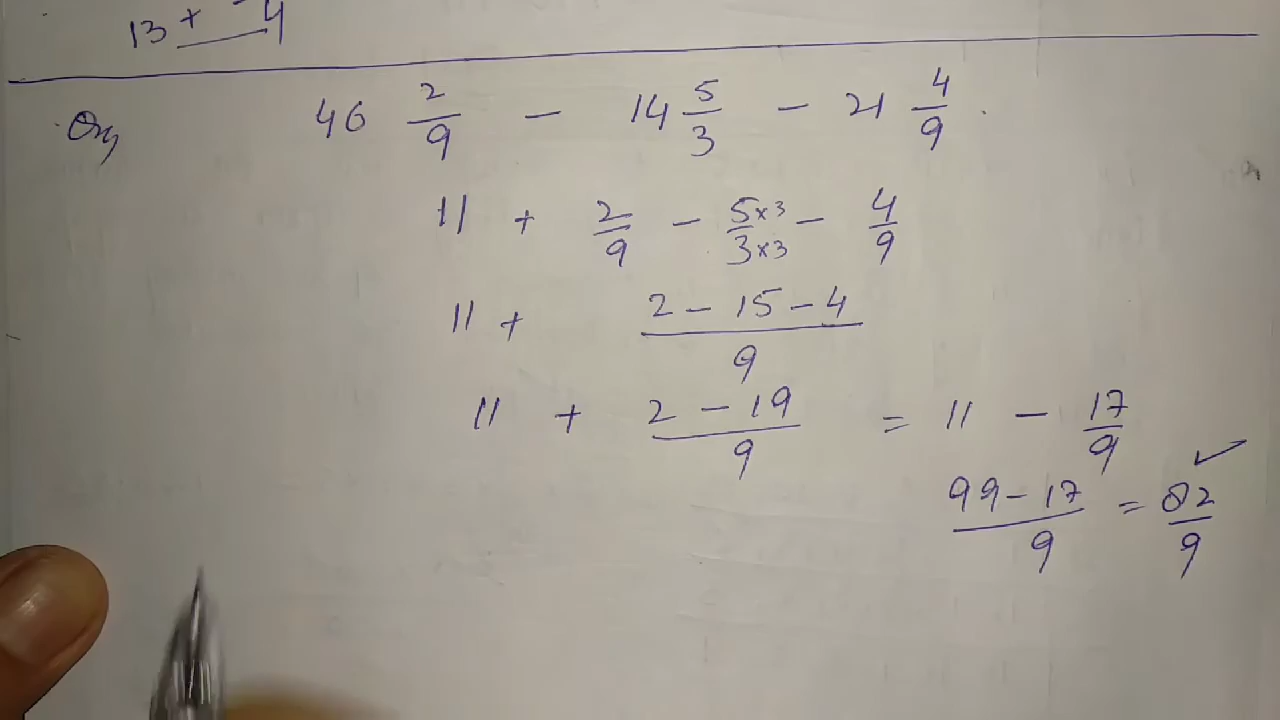 13 + - 4
Qn 46 2/9 - 14 5/3 - 21 4/9 .
11 + 2/9 - 5×3/3×3 - 4/9
11 + 2 - 15 - 4 / 9
11 + 2 - 19 / 9 = 11 - 17/9
99 - 17 / 9 = 82/9 ✓